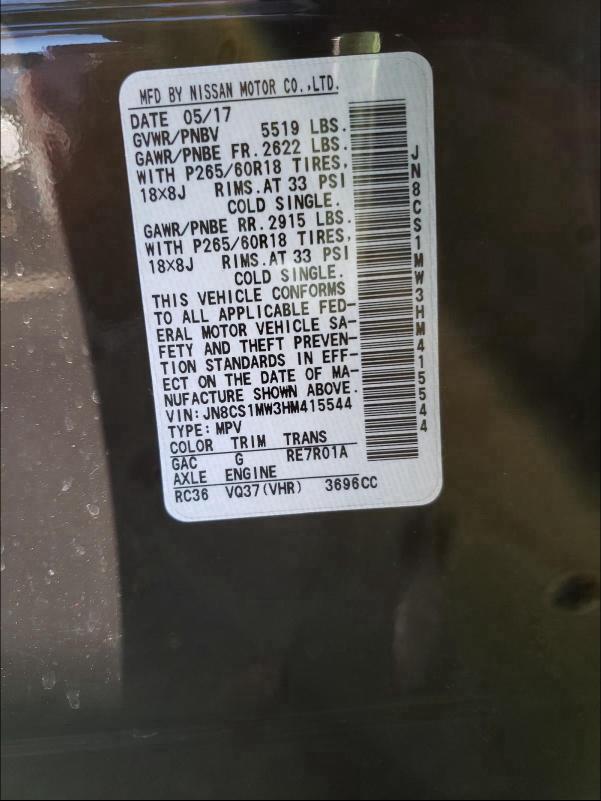 MFD BY NISSAN MOTOR CO.,LTD.
DATE 05/17
GVWR/PNBV 5519 LBS.
GAWR/PNBE FR. 2622 LBS.
WITH P265/60R18 TIRES,
18×8J RIMS. AT 33 PSI
COLD SINGLE.
GAWR/PNBE RR. 2915 LBS.
WITH P265/60R18 TIRES,
18×8J RIMS. AT 33 PSI
COLD SINGLE.
THIS VEHICLE CONFORMS
TO ALL APPLICABLE FED-
ERAL MOTOR VEHICLE SA-
FETY AND THEFT PREVEN-
TION STANDARDS IN EFF-
ECT ON THE DATE OF MA-
NUFACTURE SHOWN ABOVE.
VIN: JN8CS1MW3HM415544
TYPE: MPV
COLOR TRIM TRANS
GAC G RE7R01A
AXLE ENGINE
RC36 VQ37(VHR) 3696CC
JN8CS1MW3HM415544